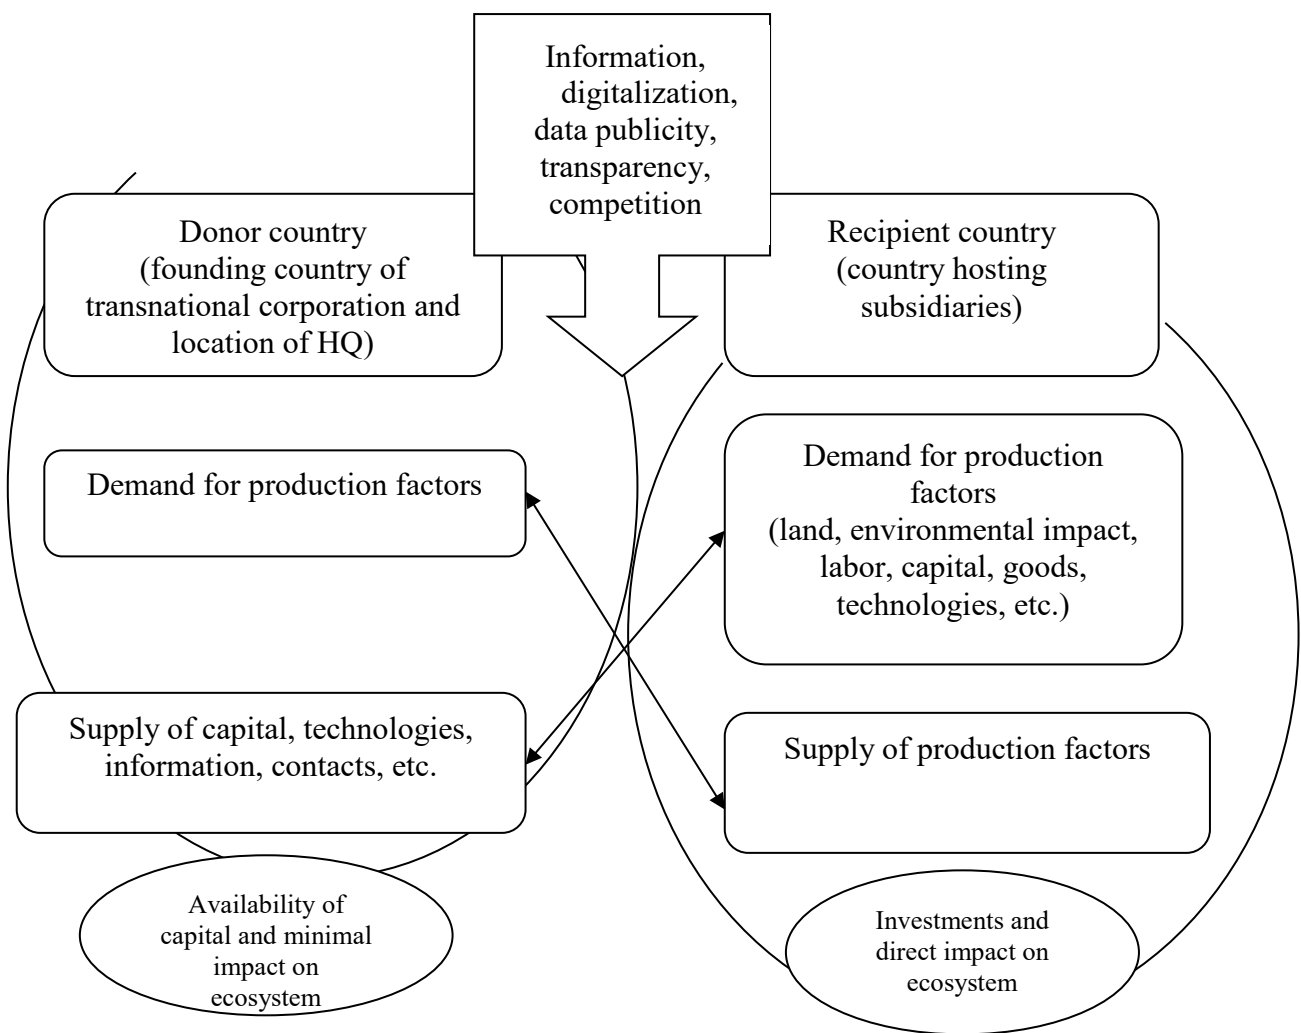 Information,
digitalization,
data publicity,
transparency,
competition
Donor country
(founding country of
transnational corporation and
location of HQ)
Recipient country
(country hosting
subsidiaries)
Demand for production factors
Demand for production
factors
(land, environmental impact,
labor, capital, goods,
technologies, etc.)
Supply of capital, technologies,
information, contacts, etc.
Supply of production factors
Availability of
capital and minimal
impact on
ecosystem
Investments and
direct impact on
ecosystem